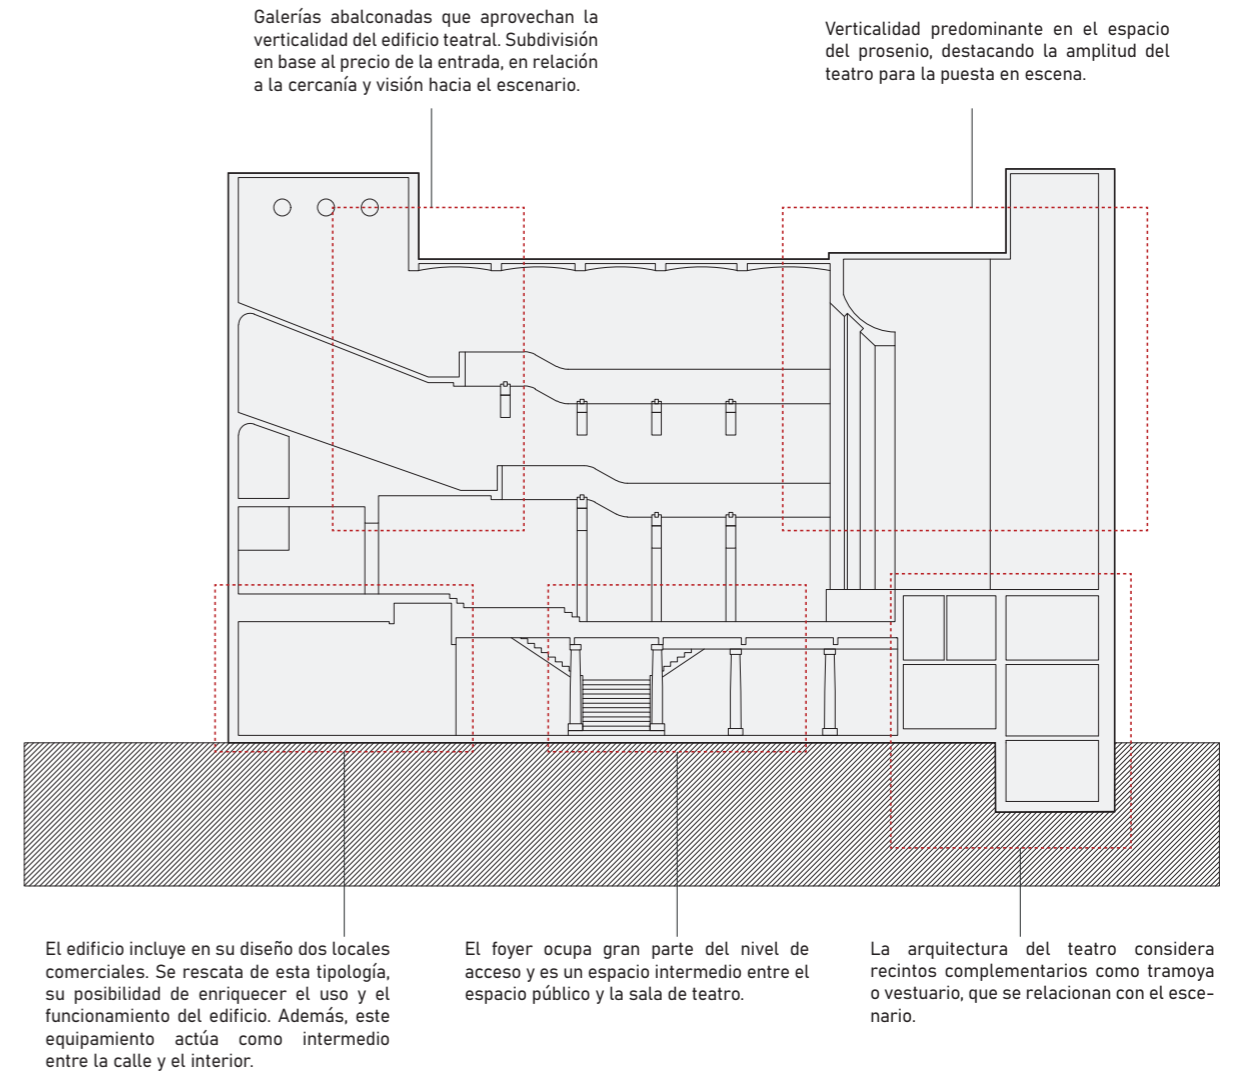 Galerías abalconadas que aprovechan la
verticalidad del edificio teatral. Subdivisión
en base al precio de la entrada, en relación
a la cercanía y visión hacia el escenario.
Verticalidad predominante en el espacio
del prosenio, destacando la amplitud del
teatro para la puesta en escena.
El edificio incluye en su diseño dos locales
comerciales. Se rescata de esta tipología,
su posibilidad de enriquecer el uso y el
funcionamiento del edificio. Además, este
equipamiento actúa como intermedio
entre la calle y el interior.
El foyer ocupa gran parte del nivel de
acceso y es un espacio intermedio entre el
espacio público y la sala de teatro.
La arquitectura del teatro considera
recintos complementarios como tramoya
o vestuario, que se relacionan con el esce-
nario.